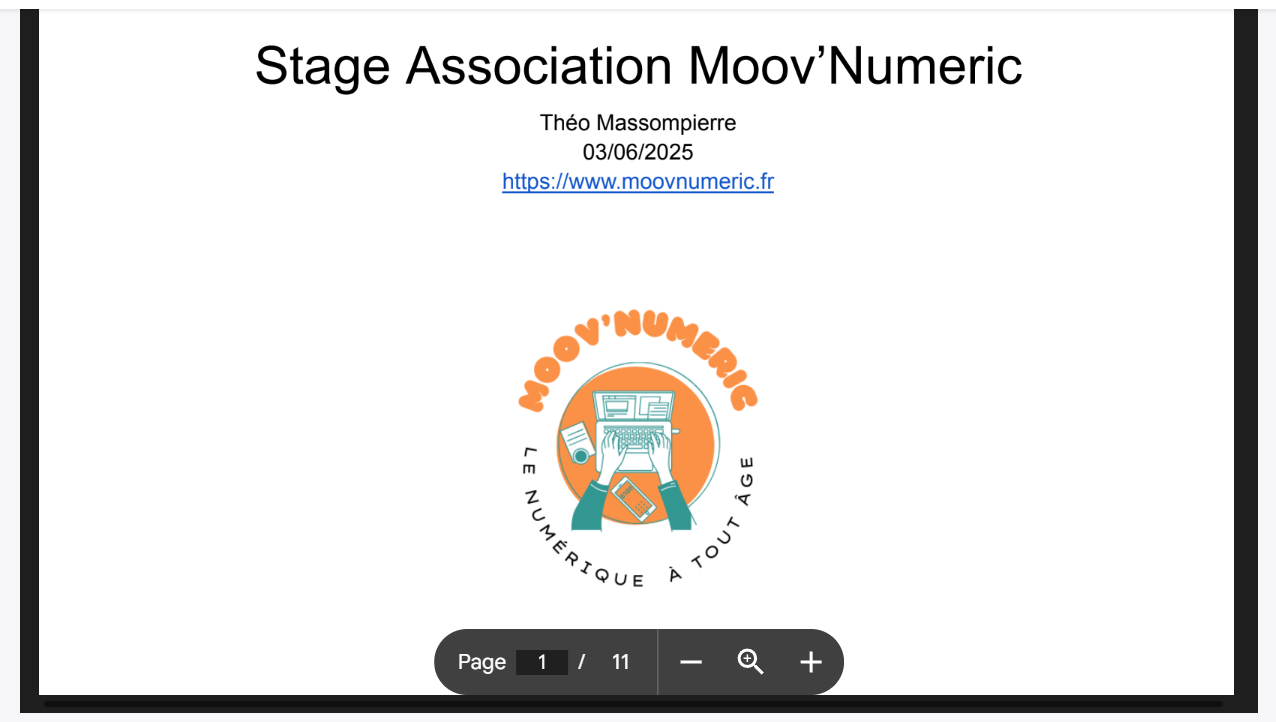 Stage Association Moov’Numeric
Théo Massompierre
03/06/2025
https://www.moovnumeric.fr
MOOV'NUMERIC
LE NUMÉRIQUE À TOUT ÂGE
Page 1 / 11